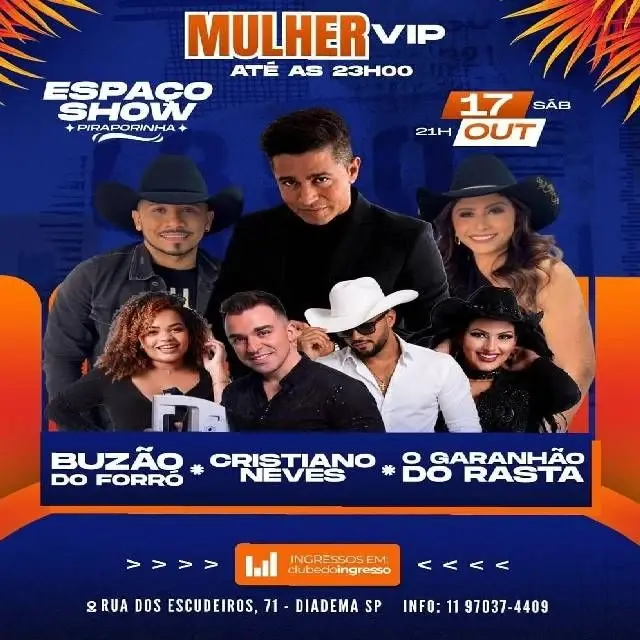 MULHER VIP
ATÉ AS 23H00
ESPAÇO
SHOW
PIRAPORINHA
17 SÁB
21H OUT
BUZÃO
DO FORRÓ
*
CRISTIANO
NEVES
*
O GARANHÃO
DO RASTA
> > > > >
INGRESSOS EM:
clubedoingresso
< < < < <
RUA DOS ESCUDEIROS, 71 - DIADEMA SP INFO: 11 97037-4409